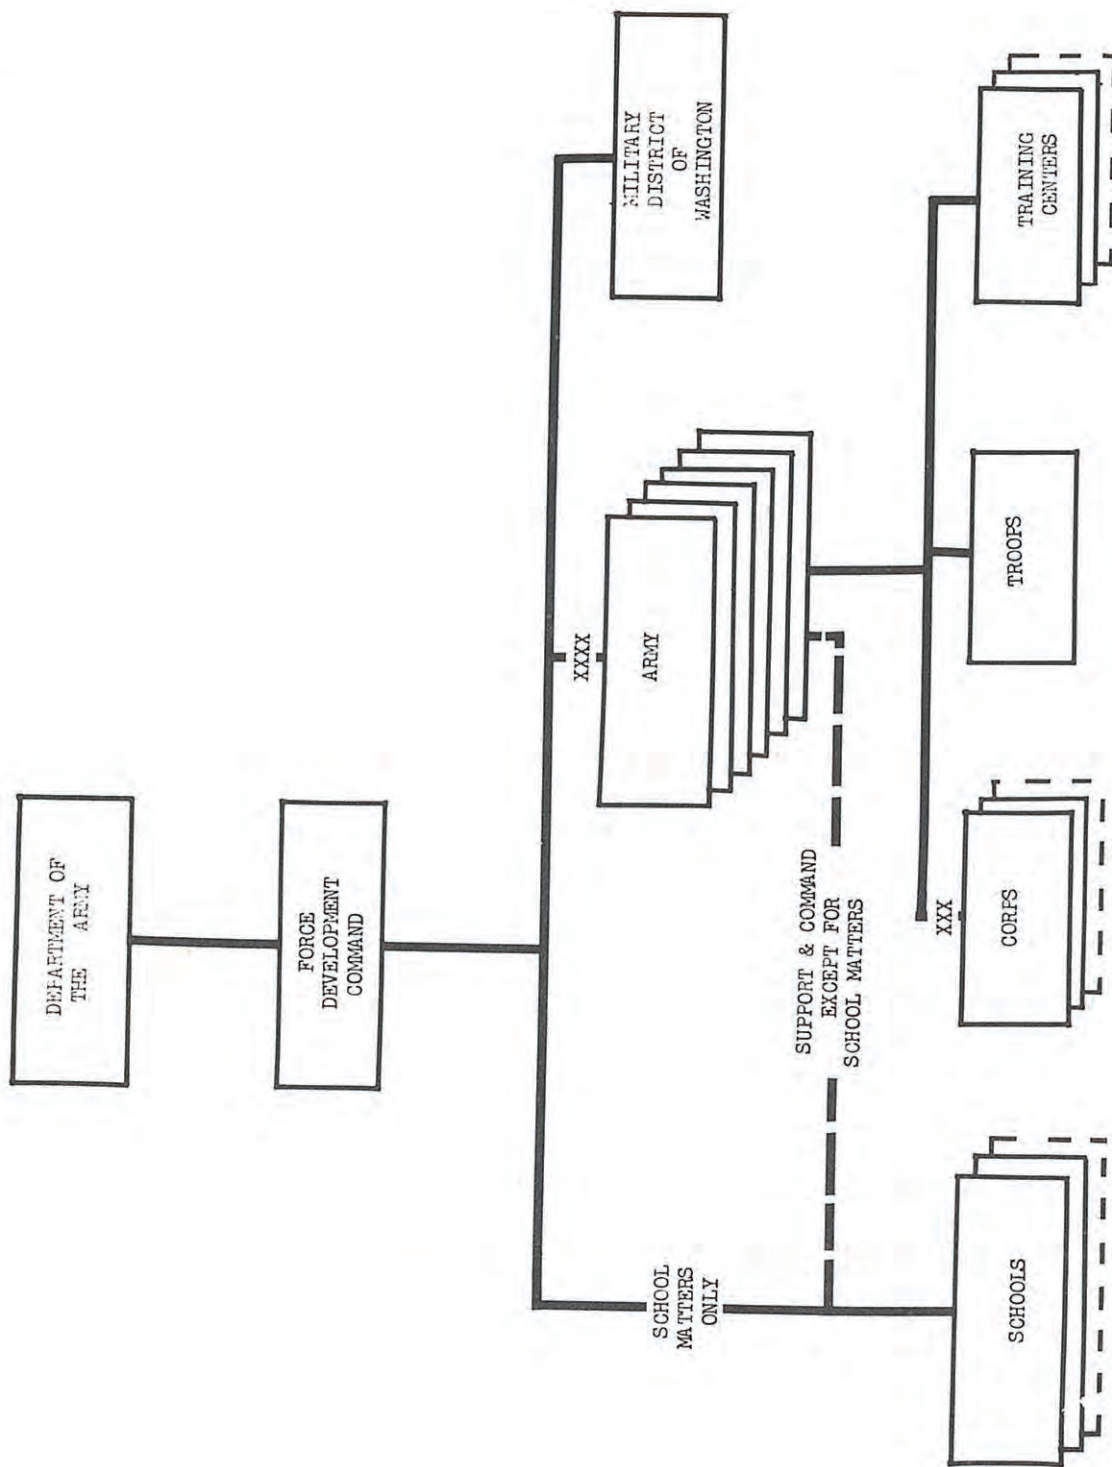 DEPARTMENT OF
THE ARMY
FORCE
DEVELOPMENT
COMMAND
MILITARY
DISTRICT
OF
WASHINGTON
XXXX
ARMY
SCHOOL
MATTERS
ONLY
SUPPORT & COMMAND
EXCEPT FOR
SCHOOL MATTERS
XXX
SCHOOLS
CORPS
TROOPS
TRAINING
CENTERS